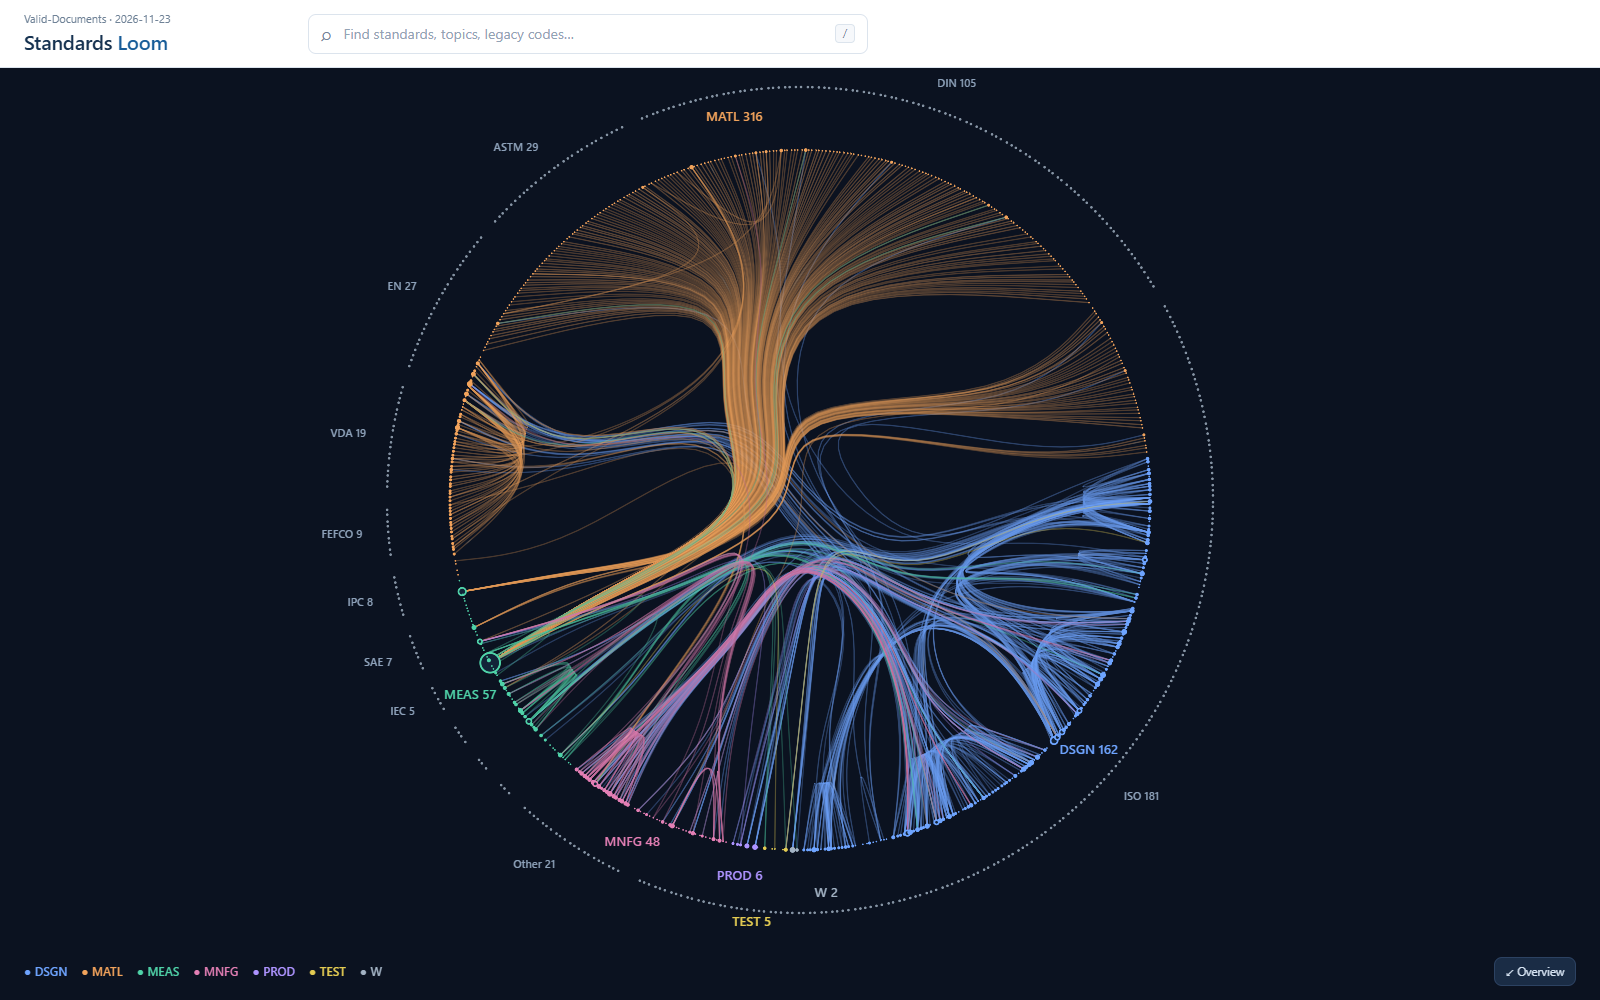 Valid-Documents · 2026-11-23
Standards Loom
Find standards, topics, legacy codes...
/
DIN 105
MATL 316
ASTM 29
EN 27
VDA 19
FEFCO 9
IPC 8
SAE 7
MEAS 57
IEC 5
DSGN 162
ISO 181
MNFG 48
Other 21
PROD 6
W 2
TEST 5
DSGN MATL MEAS MNFG PROD TEST W
↙ Overview